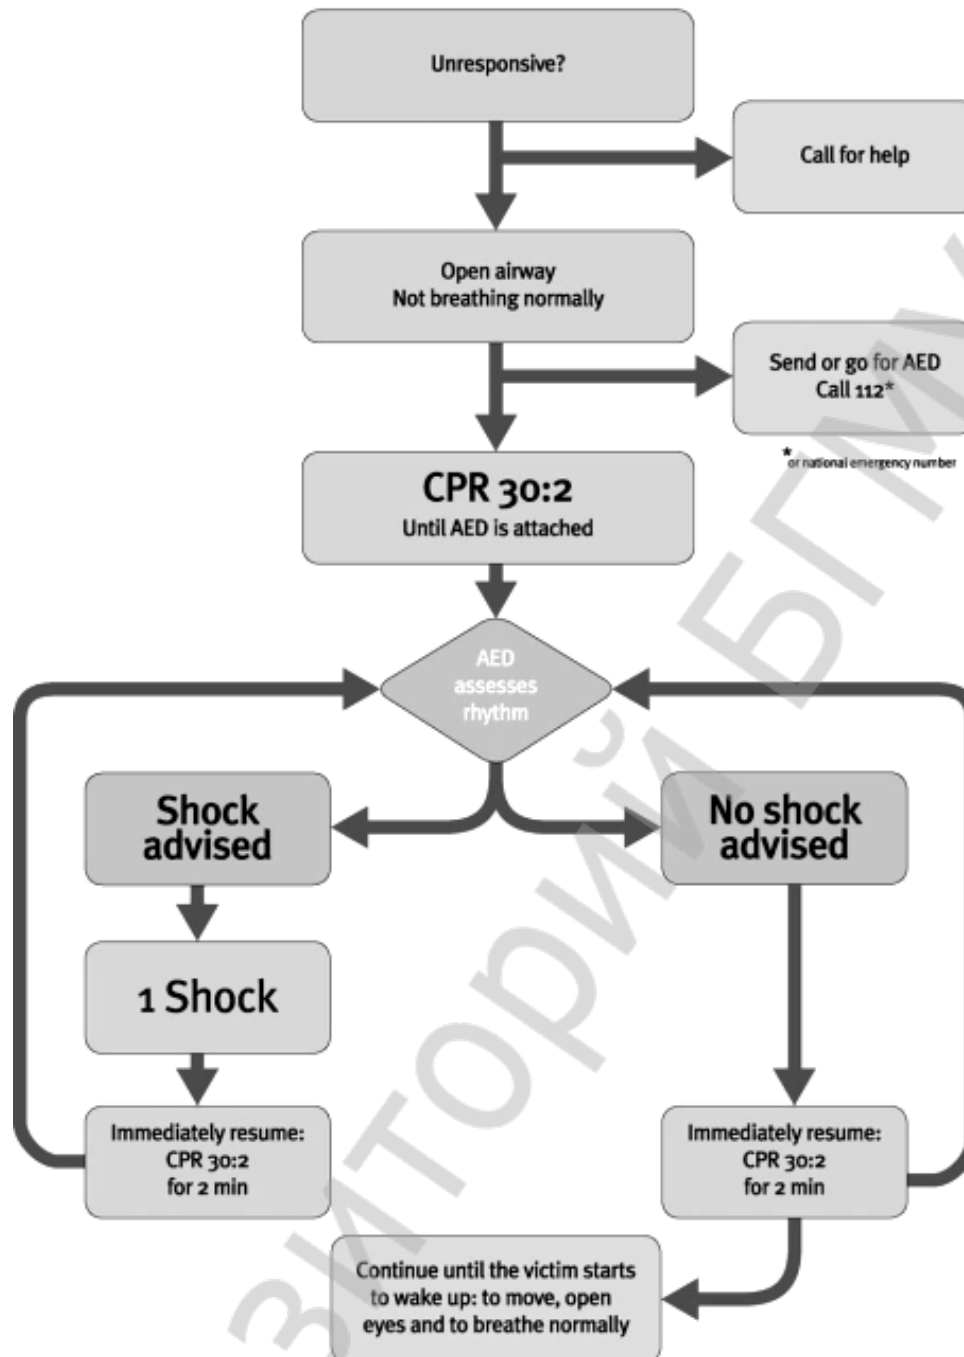 Unresponsive?
Call for help
Open airway
Not breathing normally
Send or go for AED
Call 112*
*or national emergency number
CPR 30:2
Until AED is attached
AED
assesses
rhythm
Shock
advised
No shock
advised
1 Shock
Immediately resume:
CPR 30:2
for 2 min
Immediately resume:
CPR 30:2
for 2 min
Continue until the victim starts
to wake up: to move, open
eyes and to breathe normally
зиторий БГМУ